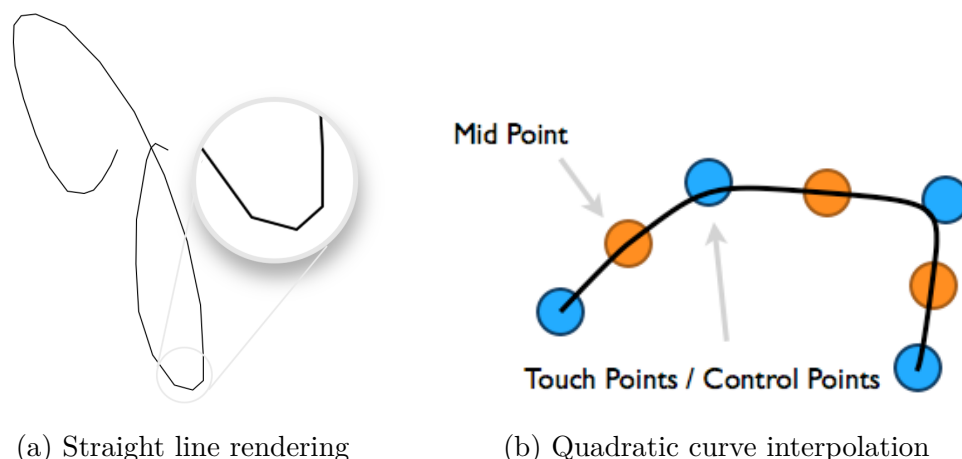 Mid Point
Touch Points / Control Points
(a) Straight line rendering
(b) Quadratic curve interpolation